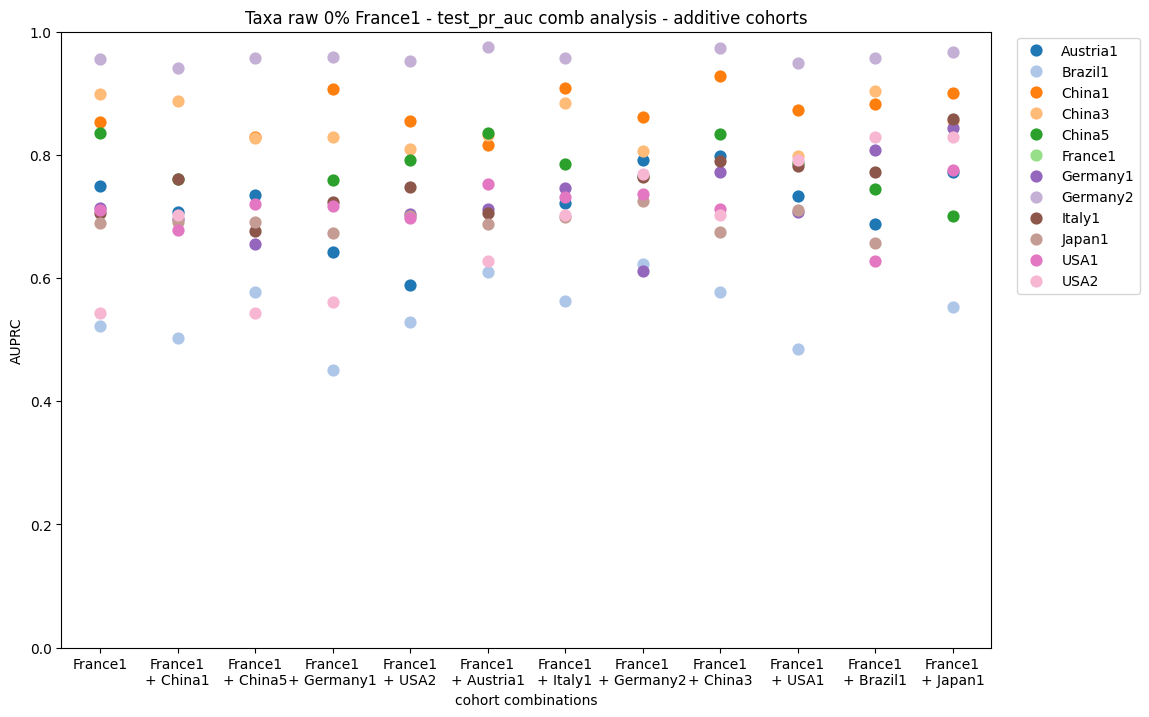 Taxa raw 0% France1 - test_pr_auc comb analysis - additive cohorts
AUPRC
1.0
0.8
0.6
0.4
0.2
0.0
France1
France1
+ China1
France1
+ China5
France1
+ Germany1
France1
+ USA2
France1
+ Austria1
France1
+ Italy1
France1
+ Germany2
France1
+ China3
France1
+ USA1
France1
+ Brazil1
France1
+ Japan1
cohort combinations
Austria1
Brazil1
China1
China3
China5
France1
Germany1
Germany2
Italy1
Japan1
USA1
USA2